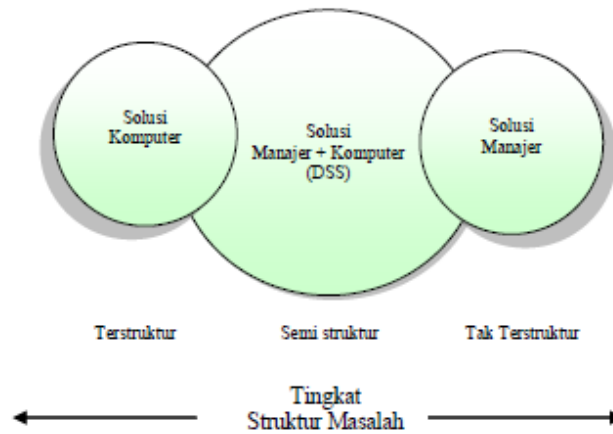 Solusi
Komputer
Solusi
Manajer + Komputer
(DSS)
Solusi
Manajer
Terstruktur
Semi struktur
Tak Terstruktur
Tingkat
Struktur Masalah